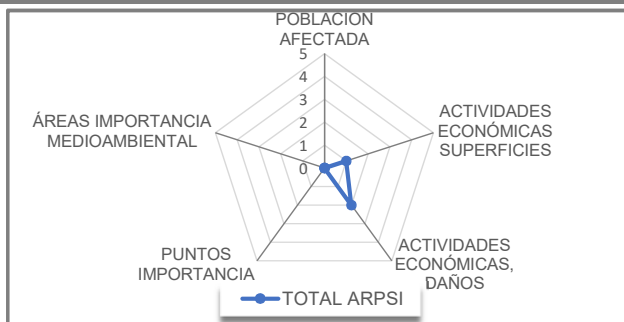 POBLACION
AFECTADA
5
4
3
2
1
0
ACTIVIDADES
ECONÓMICAS
SUPERFICIES
ACTIVIDADES
ECONÓMICAS,
DAÑOS
PUNTOS
IMPORTANCIA
ÁREAS IMPORTANCIA
MEDIOAMBIENTAL
TOTAL ARPSI